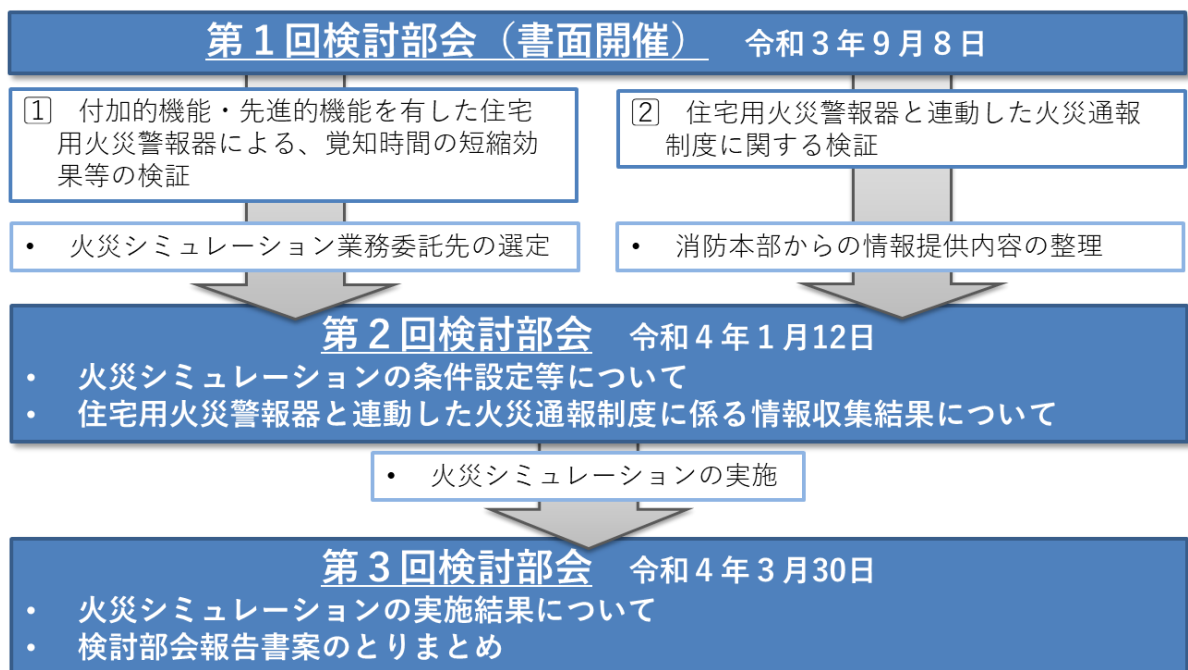 第１回検討部会（書面開催） 令和３年９月８日
1 付加的機能・先進的機能を有した住宅
用火災警報器による、覚知時間の短縮効
果等の検証
2 住宅用火災警報器と連動した火災通報
制度に関する検証
• 火災シミュレーション業務委託先の選定
• 消防本部からの情報提供内容の整理
第２回検討部会 令和４年１月12日
• 火災シミュレーションの条件設定等について
• 住宅用火災警報器と連動した火災通報制度に係る情報収集結果について
• 火災シミュレーションの実施
第３回検討部会 令和４年３月30日
• 火災シミュレーションの実施結果について
• 検討部会報告書案のとりまとめ